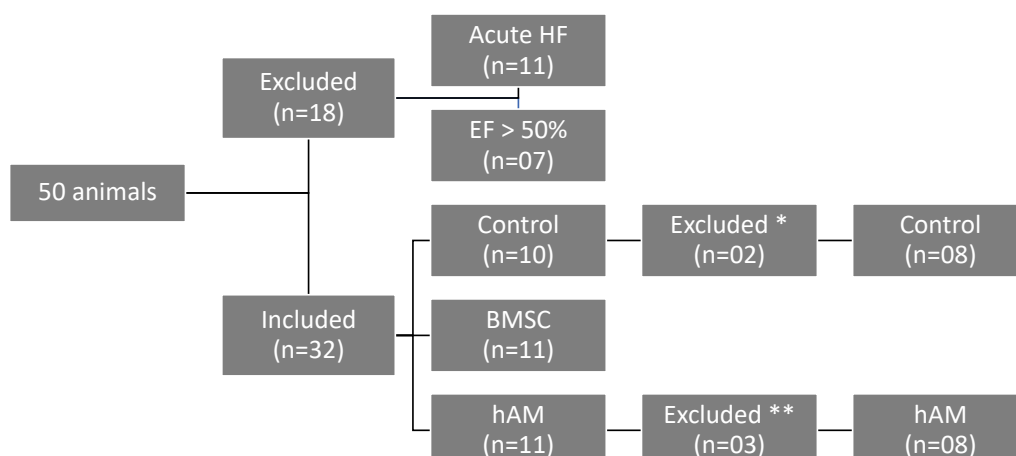 Acute HF
(n=11)
Excluded
(n=18)
EF > 50%
(n=07)
50 animals
Control
(n=10)
Excluded *
(n=02)
Control
(n=08)
Included
(n=32)
BMSC
(n=11)
hAM
(n=11)
Excluded **
(n=03)
hAM
(n=08)